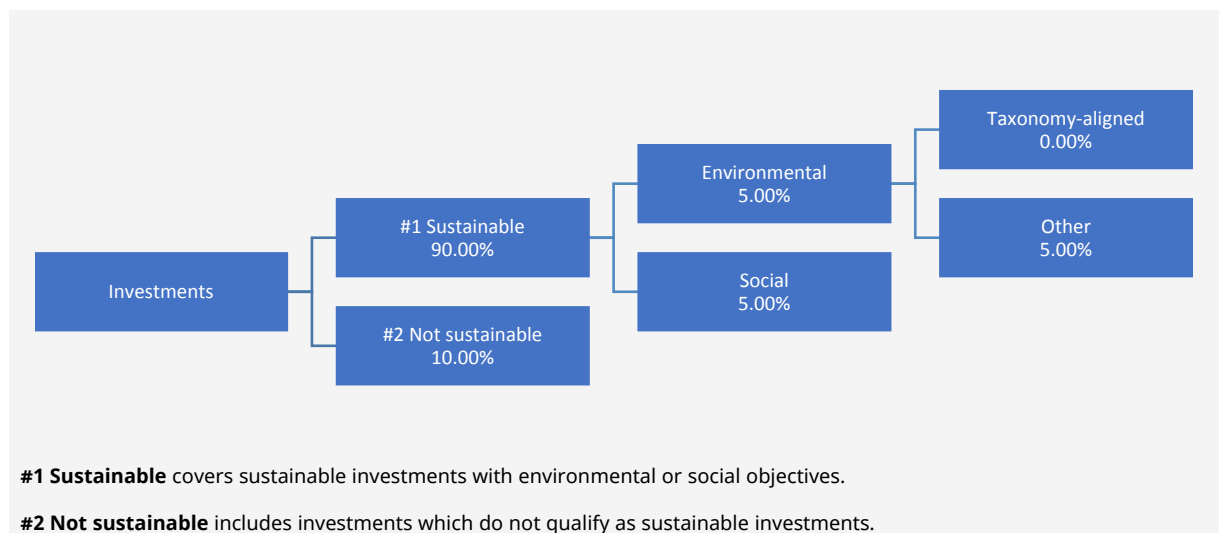 Investments
#1 Sustainable
90.00%
#2 Not sustainable
10.00%
Environmental
5.00%
Social
5.00%
Taxonomy-aligned
0.00%
Other
5.00%
#1 Sustainable covers sustainable investments with environmental or social objectives.
#2 Not sustainable includes investments which do not qualify as sustainable investments.